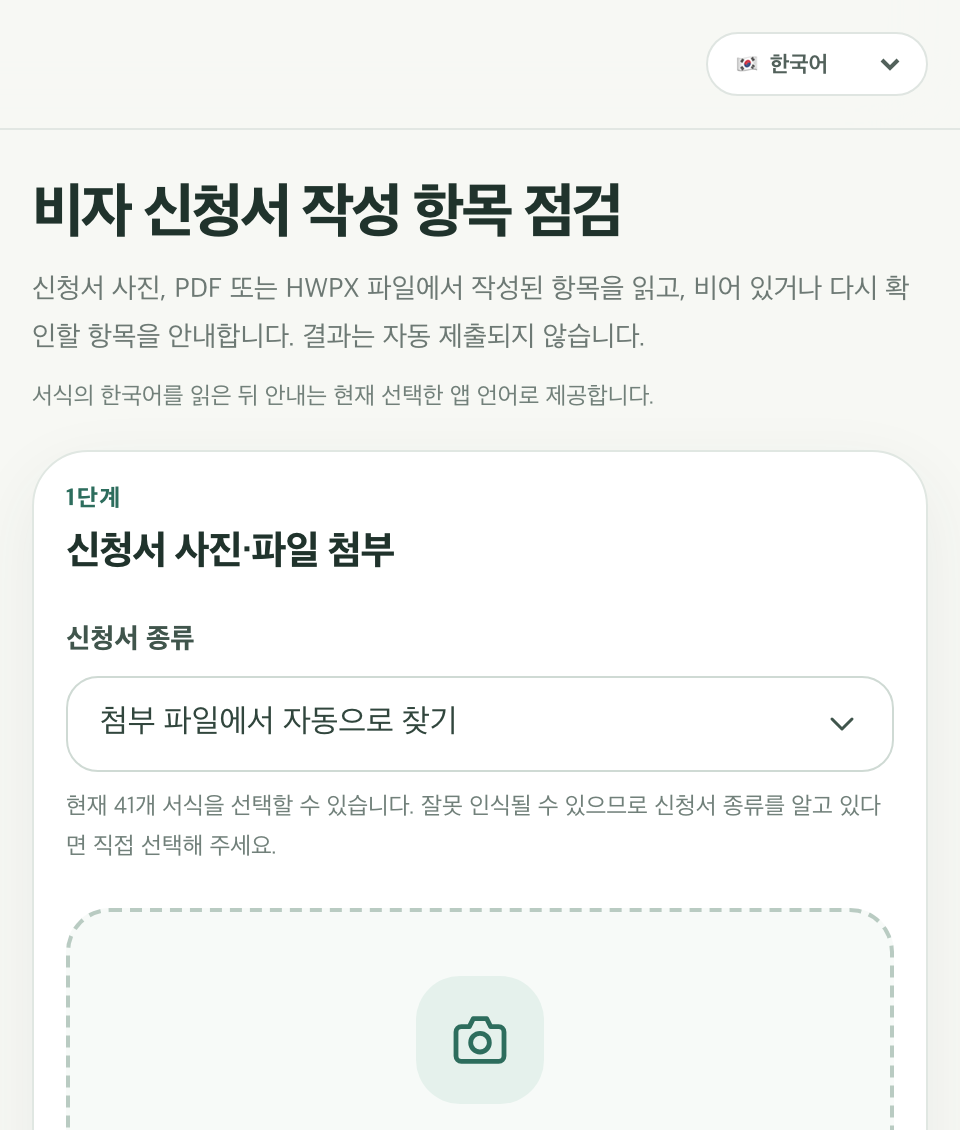 한국어
비자 신청서 작성 항목 점검
신청서 사진, PDF 또는 HWPX 파일에서 작성된 항목을 읽고, 비어 있거나 다시 확
인할 항목을 안내합니다. 결과는 자동 제출되지 않습니다.
서식의 한국어를 읽은 뒤 안내는 현재 선택한 앱 언어로 제공합니다.
1단계
신청서 사진·파일 첨부
신청서 종류
첨부 파일에서 자동으로 찾기
현재 41개 서식을 선택할 수 있습니다. 잘못 인식될 수 있으므로 신청서 종류를 알고 있다
면 직접 선택해 주세요.